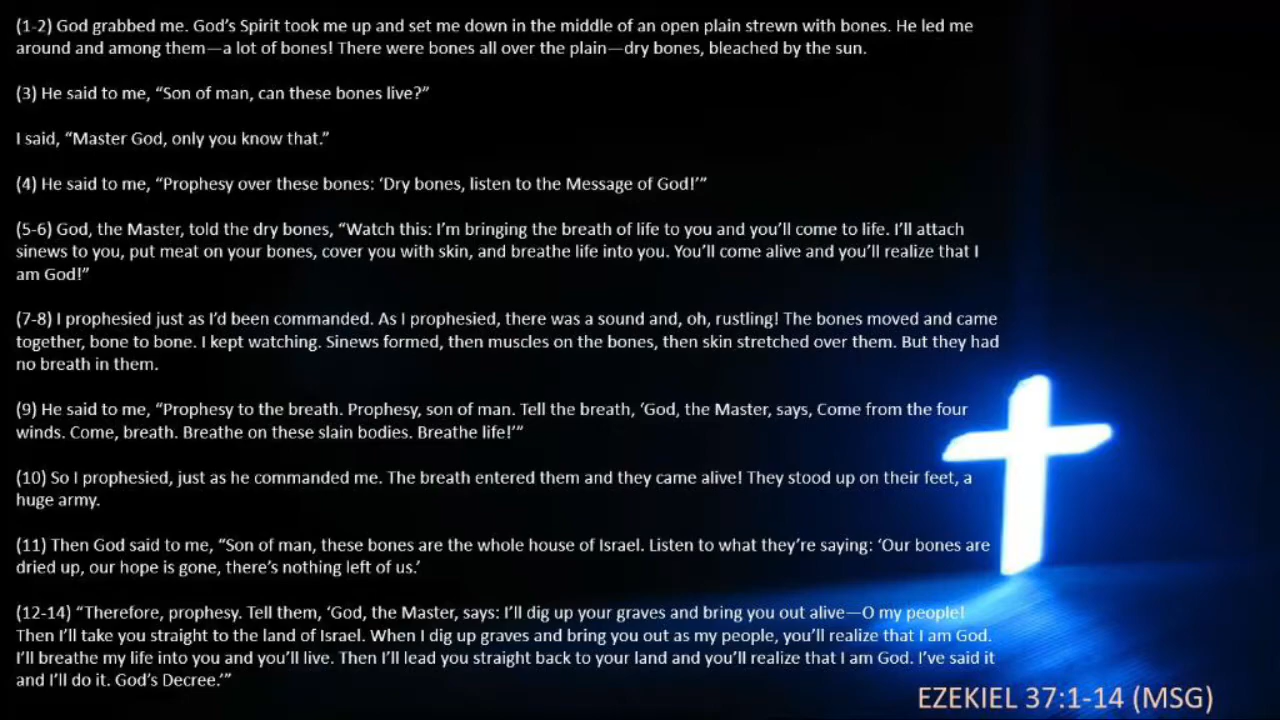 (1-2) God grabbed me. God’s Spirit took me up and set me down in the middle of an open plain strewn with bones. He led me
around and among them—a lot of bones! There were bones all over the plain—dry bones, bleached by the sun.
(3) He said to me, “Son of man, can these bones live?”
I said, “Master God, only you know that.”
(4) He said to me, “Prophesy over these bones: ‘Dry bones, listen to the Message of God!’”
(5-6) God, the Master, told the dry bones, “Watch this: I’m bringing the breath of life to you and you’ll come to life. I’ll attach
sinews to you, put meat on your bones, cover you with skin, and breathe life into you. You’ll come alive and you’ll realize that I
am God!”
(7-8) I prophesied just as I’d been commanded. As I prophesied, there was a sound and, oh, rustling! The bones moved and came
together, bone to bone. I kept watching. Sinews formed, then muscles on the bones, then skin stretched over them. But they had
no breath in them.
(9) He said to me, “Prophesy to the breath. Prophesy, son of man. Tell the breath, ‘God, the Master, says, Come from the four
winds. Come, breath. Breathe on these slain bodies. Breathe life!’”
(10) So I prophesied, just as he commanded me. The breath entered them and they came alive! They stood up on their feet, a
huge army.
(11) Then God said to me, “Son of man, these bones are the whole house of Israel. Listen to what they’re saying: ‘Our bones are
dried up, our hope is gone, there’s nothing left of us.’
(12-14) “Therefore, prophesy. Tell them, ‘God, the Master, says: I’ll dig up your graves and bring you out alive—O my people!
Then I’ll take you straight to the land of Israel. When I dig up graves and bring you out as my people, you’ll realize that I am God.
I’ll breathe my life into you and you’ll live. Then I’ll lead you straight back to your land and you’ll realize that I am God. I’ve said it
and I’ll do it. God’s Decree.’”
EZEKIEL 37:1-14 (MSG)